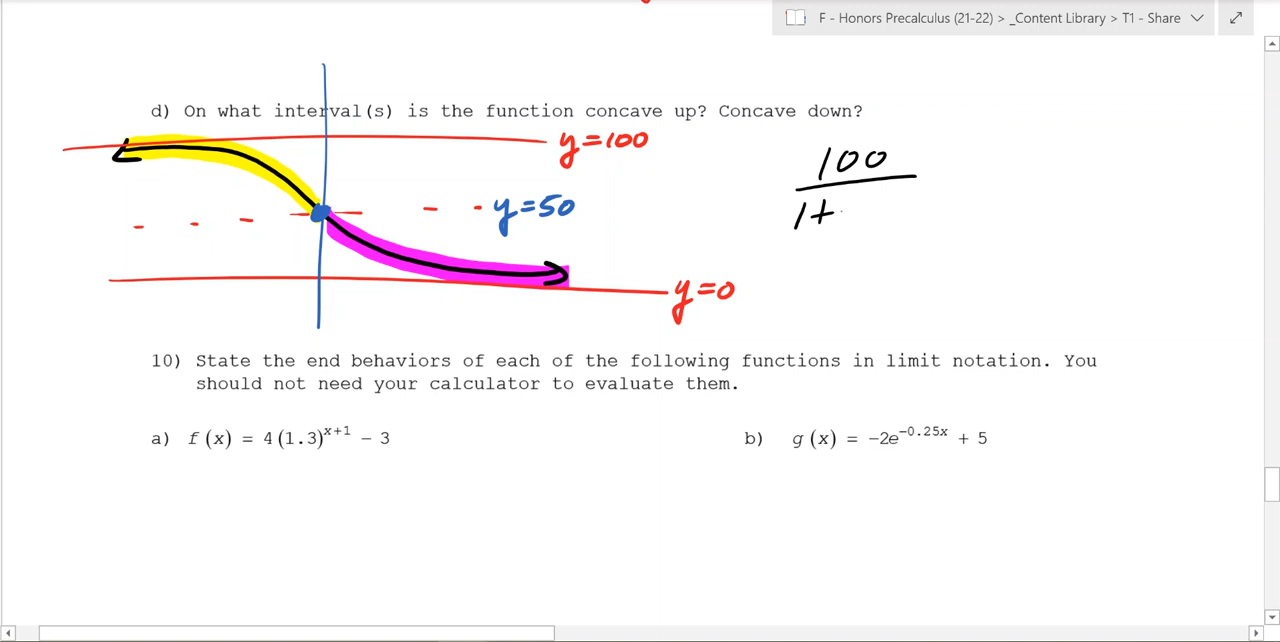 F - Honors Precalculus (21-22) > _Content Library > T1 - Share
d) On what interval(s) is the function concave up? Concave down?
y=100
100
1+
y=50
y=0
10) State the end behaviors of each of the following functions in limit notation. You
should not need your calculator to evaluate them.
a) f(x) = 4(1.3)^{x+1} − 3
b) g(x) = −2e^{−0.25x} + 5